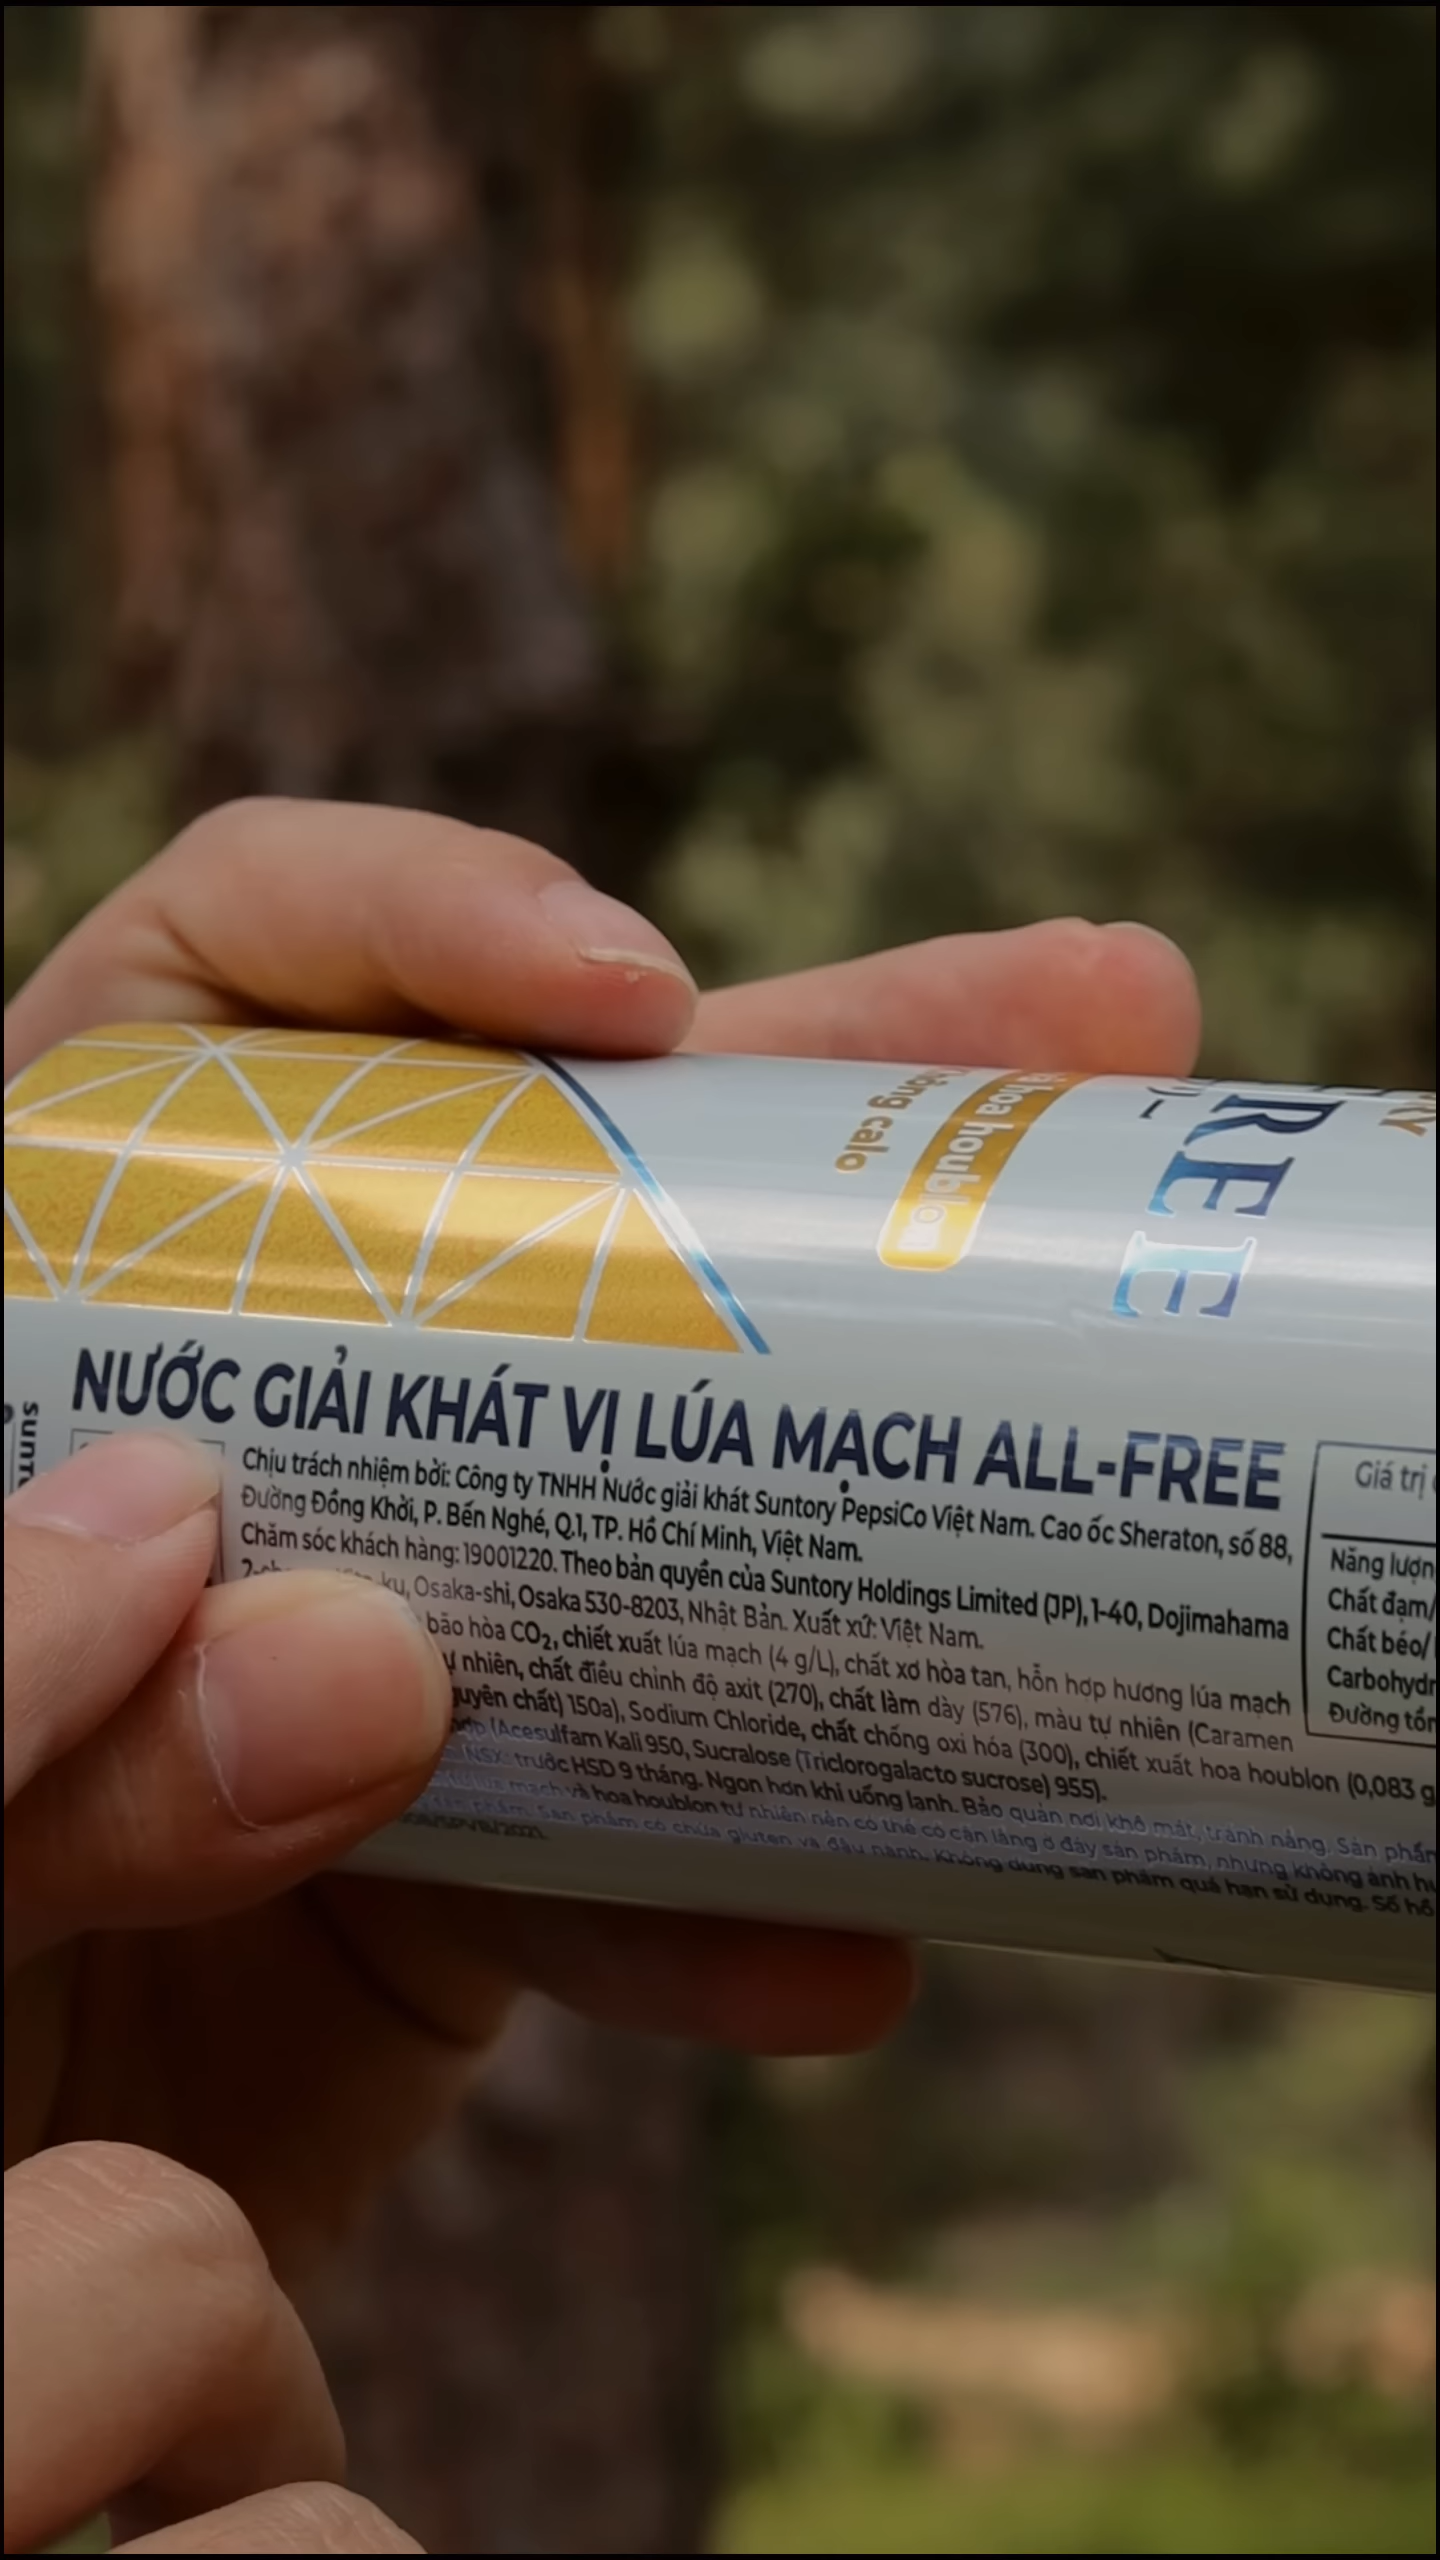 hoa houblon
calo
REE
NƯỚC GIẢI KHÁT VỊ LÚA MẠCH ALL-FREE
Chịu trách nhiệm bởi: Công ty TNHH Nước giải khát Suntory PepsiCo Việt Nam. Cao ốc Sheraton, số 88,
Đường Đồng Khởi, P. Bến Nghé, Q.1, TP. Hồ Chí Minh, Việt Nam.
Chăm sóc khách hàng: 19001220. Theo bản quyền của Suntory Holdings Limited (JP), 1-40, Dojimahama
Osaka-shi, Osaka 530-8203, Nhật Bản. Xuất xứ: Việt Nam.
bão hòa CO₂, chiết xuất lúa mạch (4 g/L), chất xơ hòa tan, hỗn hợp hương lúa mạch
nhiên, chất điều chỉnh độ axit (270), chất làm dày (576), màu tự nhiên (Caramen
chất) 150a), Sodium Chloride, chất chống oxi hóa (300), chiết xuất hoa houblon (0,083 g
(Acesulfam Kali 950, Sucralose (Triclorogalacto sucrose) 955).
NSX: trước HSD 9 tháng. Ngon hơn khi uống lạnh. Bảo quản nơi khô mát, tránh nắng. Sản
lúa mạch và hoa houblon tự nhiên nên có thể có cặn lắng ở đáy sản phẩm, nhưng không ảnh
sản phẩm. Sản phẩm có chứa gluten và đậu nành. Không dùng sản phẩm quá hạn sử dụng. Số
Giá trị
Năng
Chất đạm/
Chất béo/
Đường